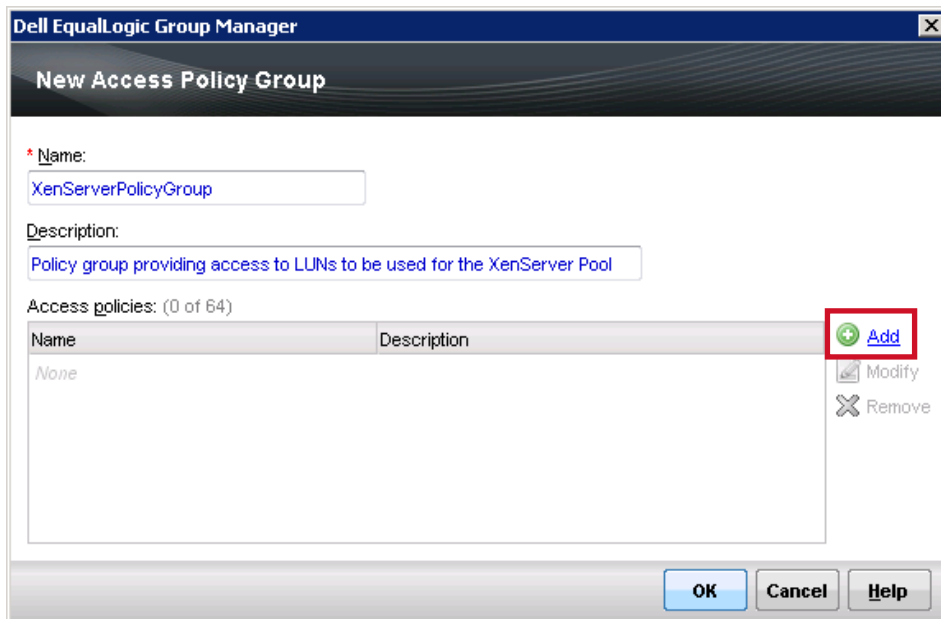 Dell EqualLogic Group Manager
New Access Policy Group
* Name:
XenServerPolicyGroup
Description:
Policy group providing access to LUNs to be used for the XenServer Pool
Access policies: (0 of 64)
Name Description
Add
None
Modify
Remove
OK Cancel Help